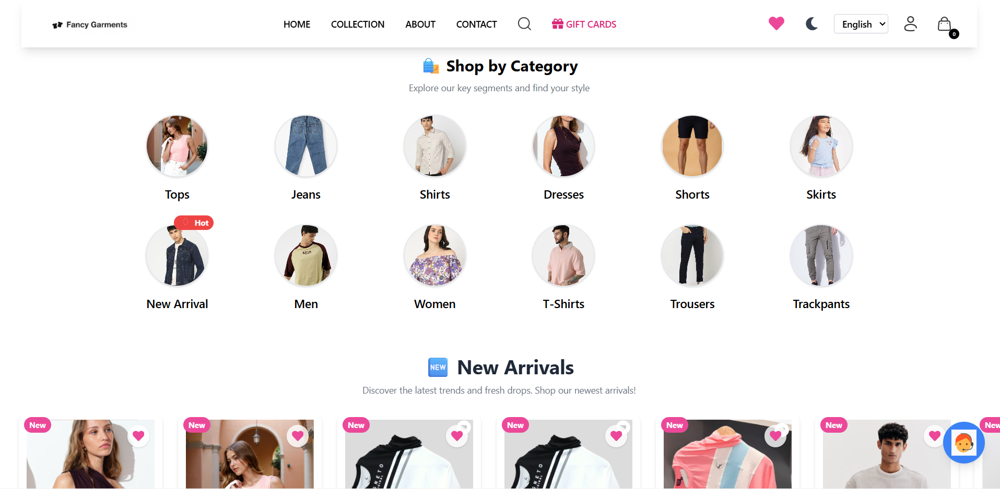 Fancy Garments
HOME
COLLECTION
ABOUT
CONTACT
GIFT CARDS
English
0
Shop by Category
Explore our key segments and find your style
Tops
Jeans
Shirts
Dresses
Shorts
Skirts
Hot
New Arrival
Men
Women
T-Shirts
Trousers
Trackpants
NEW New Arrivals
Discover the latest trends and fresh drops. Shop our newest arrivals!
New
New
New
New
New
New
New